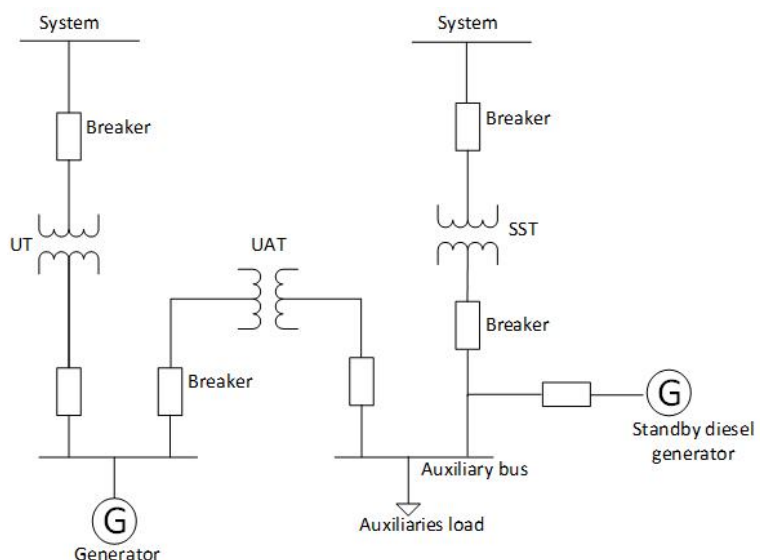 System
System
Breaker
Breaker
UT
UAT
SST
Breaker
Breaker
G
Standby diesel
generator
Auxiliary bus
G
Auxiliaries load
Generator